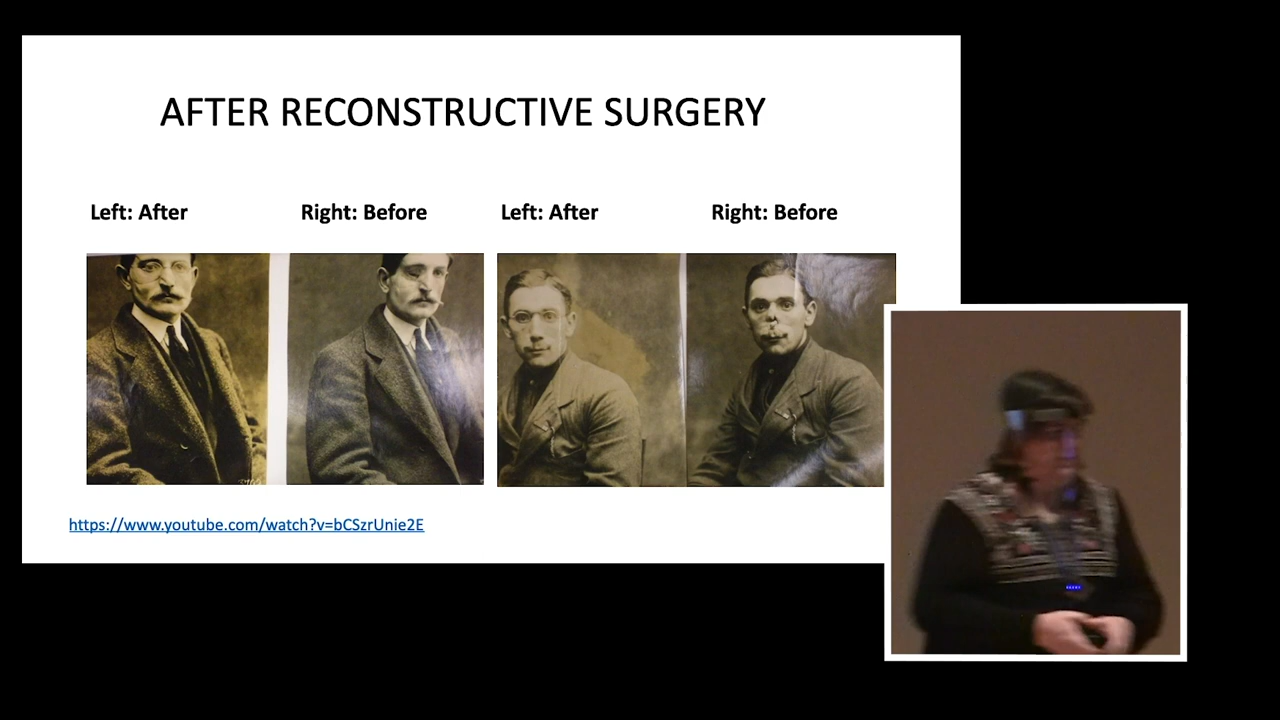 AFTER RECONSTRUCTIVE SURGERY
Left: After Right: Before Left: After Right: Before
https://www.youtube.com/watch?v=bCSzrUnie2E